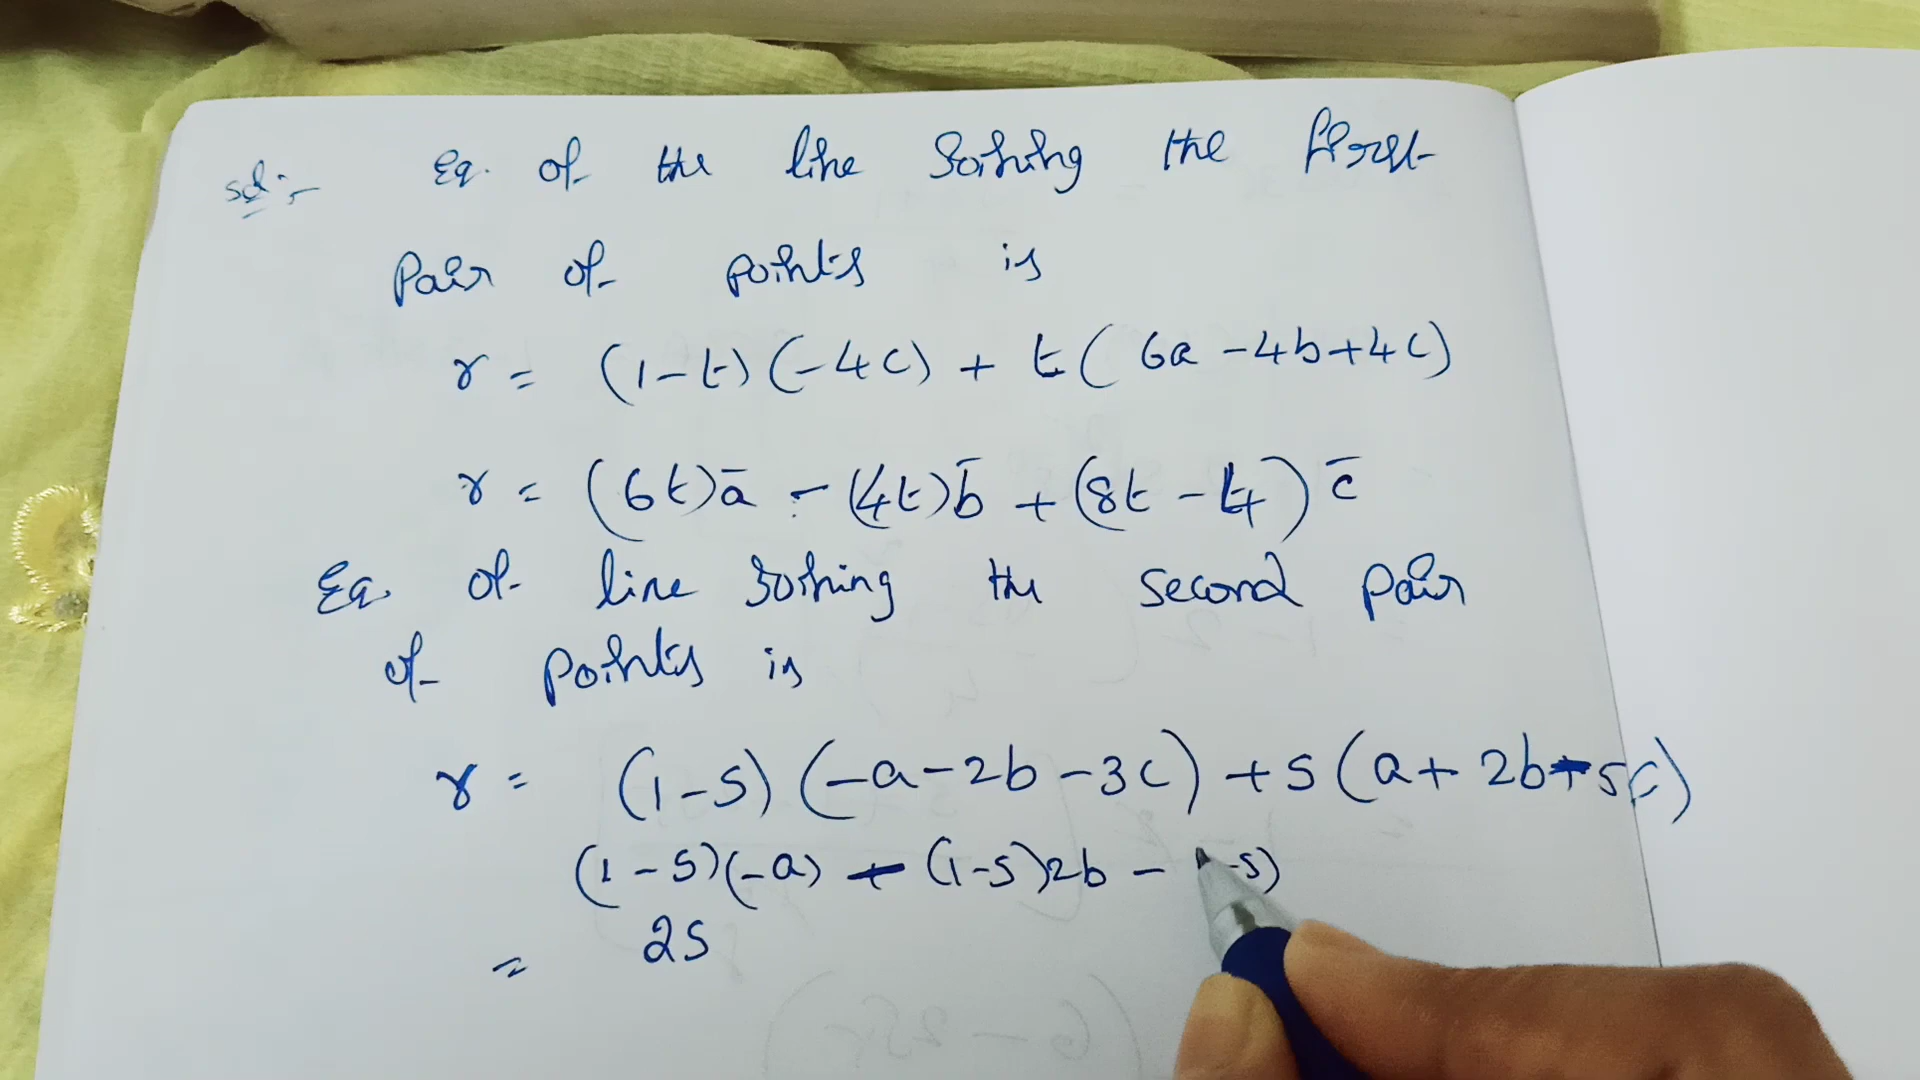 sol:- Eq. of the line joining the first
pair of points is
r = (1-t)(-4c) + t(6a-4b+4c)
r = (6t)a̅ - (4t)b̅ + (8t-4)c̅
Eq. of line joining the second pair
of points is
r = (1-s)(-a-2b-3c)+s(a+2b-5c)
(1-s)(-a) - (1-s)2b - -s)
= 2s